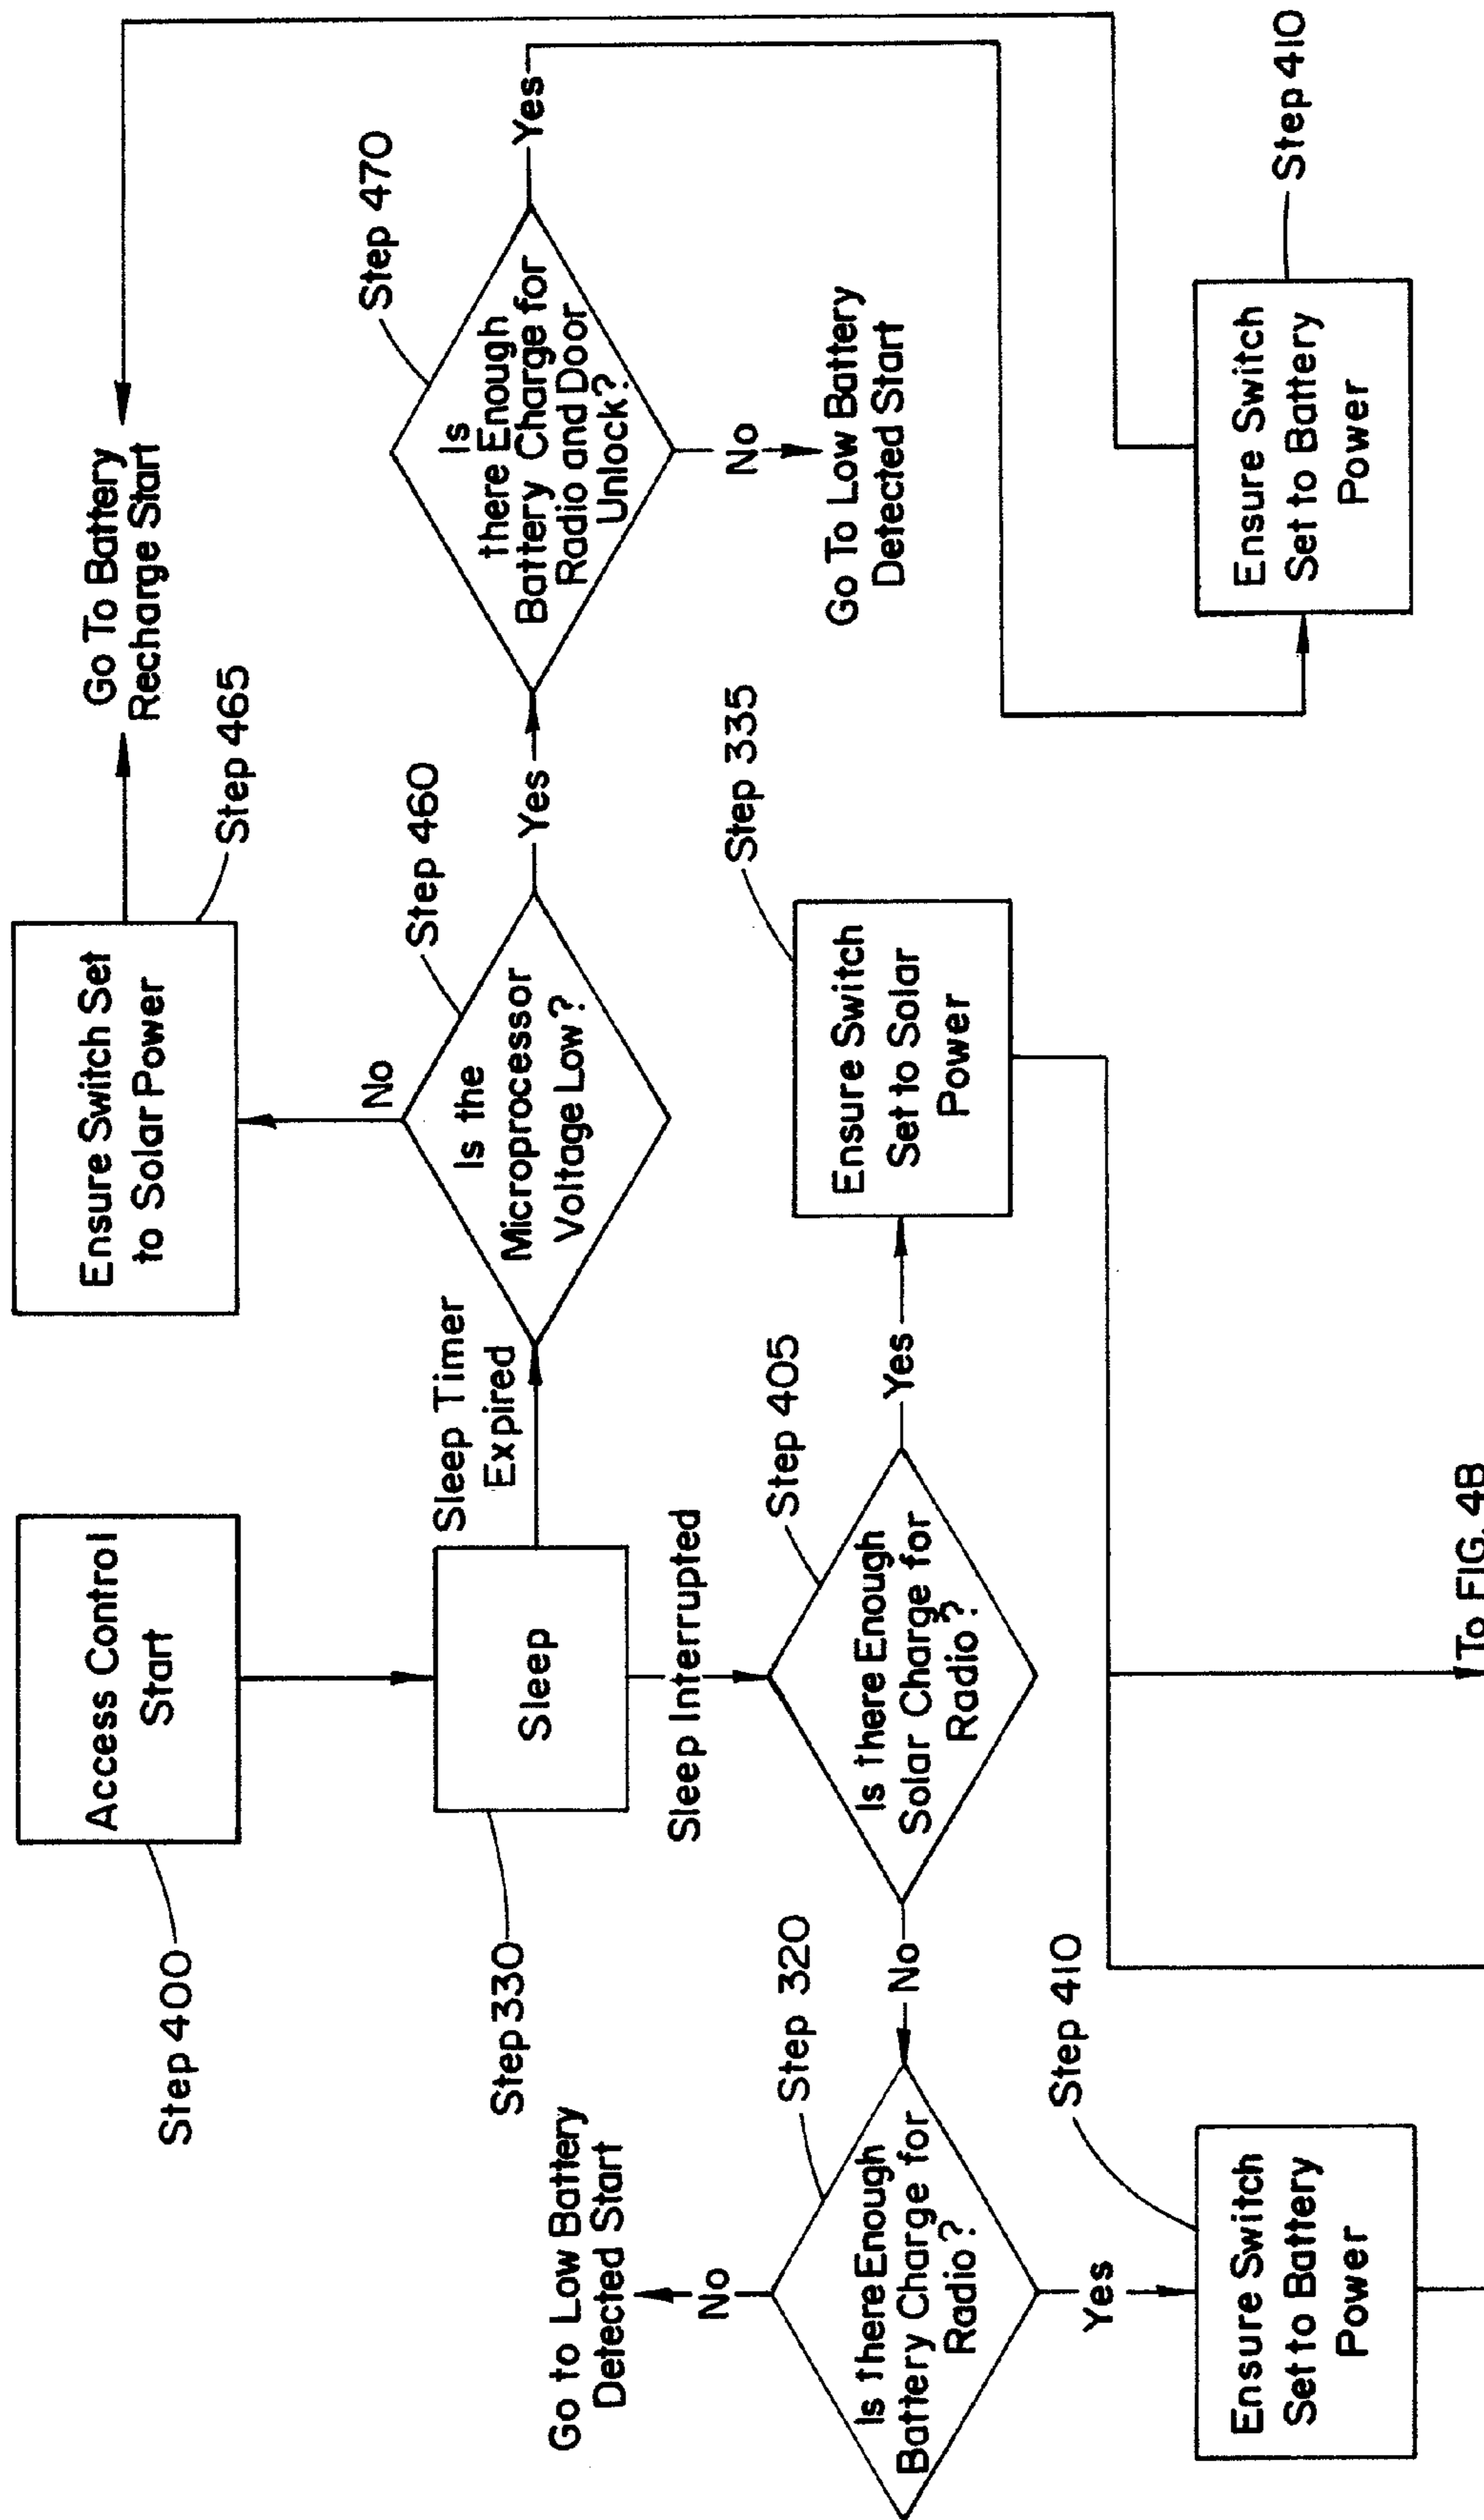 Step 400
Access Control
Start
Ensure Switch Set
to Solar Power
Step 465
Go To Battery
Recharge Start
No
Step 330
Sleep
Sleep Timer
Expired
Step 460
Is the
Microprocessor
Voltage Low?
Yes
Step 470
Is
there Enough
Battery Charge for
Radio and Door
Unlock?
Yes
No
Go To Low Battery
Detected Start
Sleep Interrupted
Go to Low Battery
Detected Start
No
Step 320
Is there Enough
Battery Charge for
Radio?
No
Step 405
Is there Enough
Solar Charge for
Radio?
Yes
Step 335
Ensure Switch
Set to Solar
Power
Yes
Step 410
Ensure Switch
Set to Battery
Power
Ensure Switch
Set to Battery
Power
Step 410
To FIG. 4B